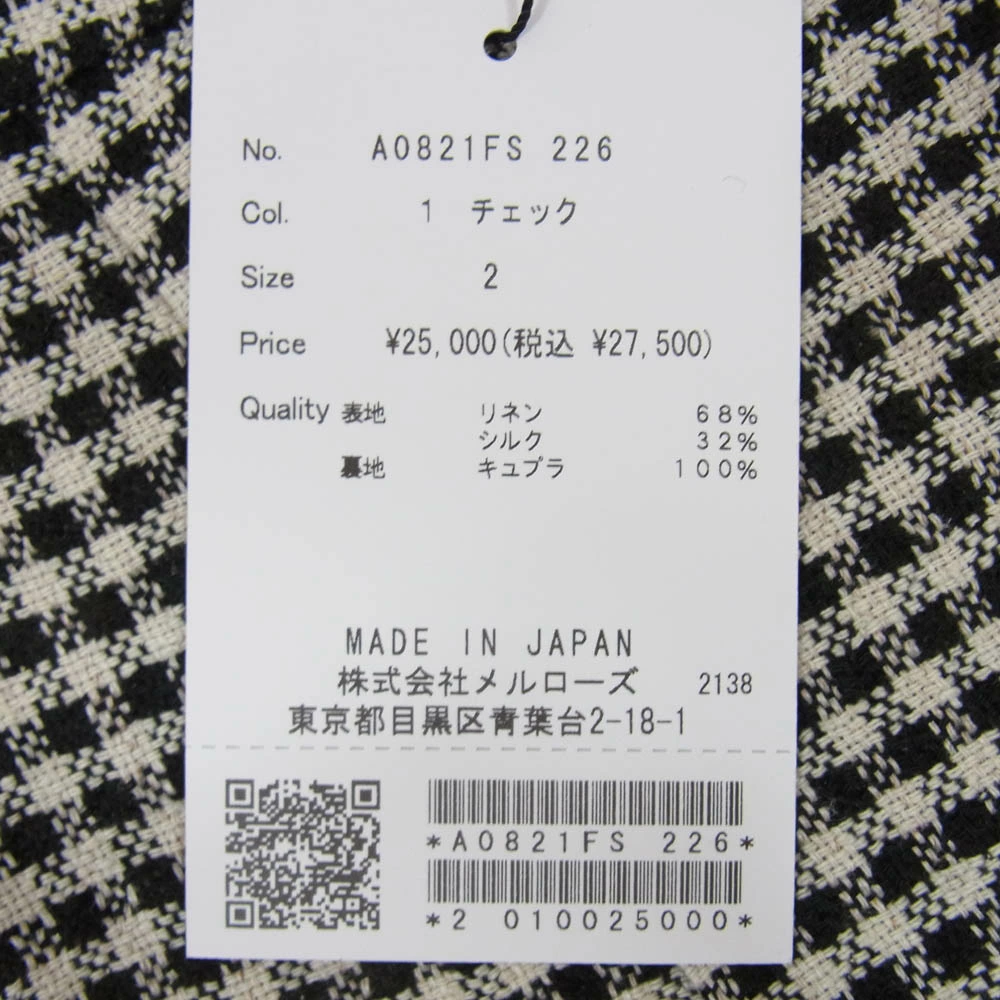 No. A0821FS 226
Col. 1 チェック
Size 2
Price ¥25,000(税込 ¥27,500)
Quality 表地 リネン 68%
シルク 32%
裏地 キュプラ 100%
MADE IN JAPAN
株式会社メルローズ 2138
東京都目黒区青葉台2-18-1
*A0821FS 226*
*2 010025000*